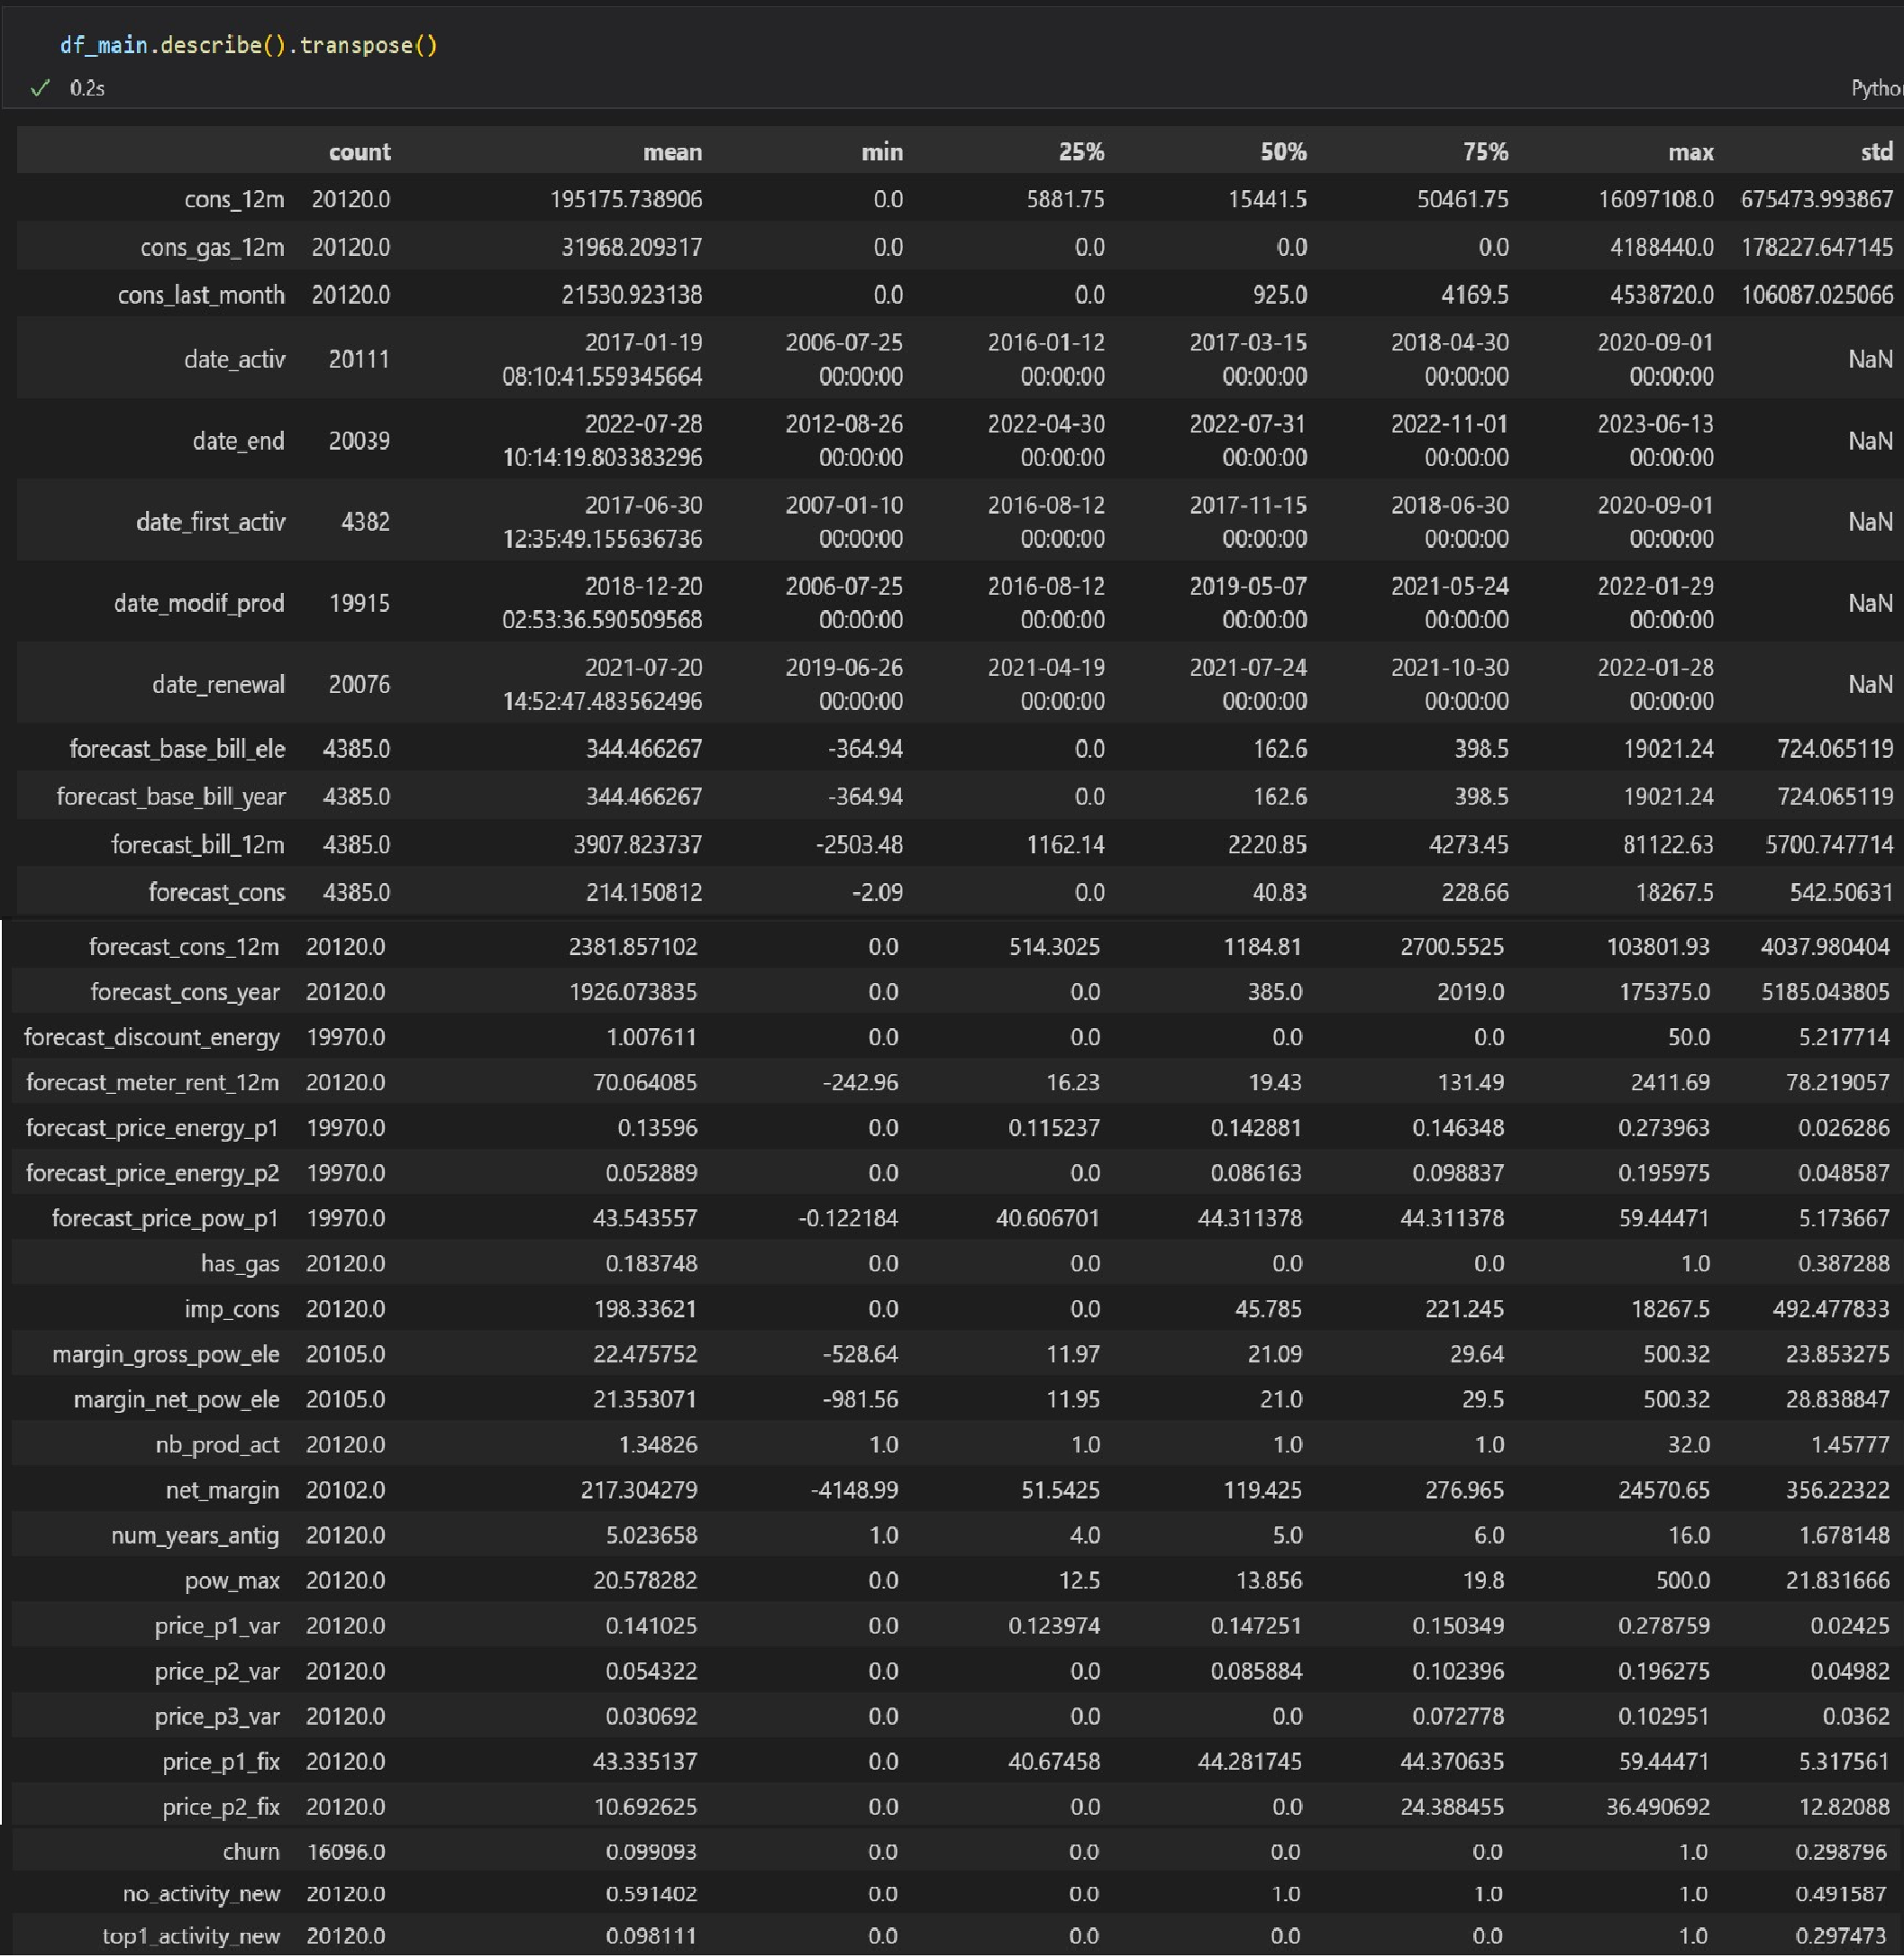 df_main.describe().transpose()
0.2s
Pytho
count mean min 25% 50% 75% max std
cons_12m 20120.0 195175.738906 0.0 5881.75 15441.5 50461.75 16097108.0 675473.993867
cons_gas_12m 20120.0 31968.209317 0.0 0.0 0.0 0.0 4188440.0 178227.647145
cons_last_month 20120.0 21530.923138 0.0 0.0 925.0 4169.5 4538720.0 106087.025066
2017-01-19 2006-07-25 2016-01-12 2017-03-15 2018-04-30 2020-09-01
date_activ 20111 NaN
08:10:41.559345664 00:00:00 00:00:00 00:00:00 00:00:00 00:00:00
2022-07-28 2012-08-26 2022-04-30 2022-07-31 2022-11-01 2023-06-13
date_end 20039 NaN
10:14:19.803383296 00:00:00 00:00:00 00:00:00 00:00:00 00:00:00
2017-06-30 2007-01-10 2016-08-12 2017-11-15 2018-06-30 2020-09-01
date_first_activ 4382 NaN
12:35:49.155636736 00:00:00 00:00:00 00:00:00 00:00:00 00:00:00
2018-12-20 2006-07-25 2016-08-12 2019-05-07 2021-05-24 2022-01-29
date_modif_prod 19915 NaN
02:53:36.590509568 00:00:00 00:00:00 00:00:00 00:00:00 00:00:00
2021-07-20 2019-06-26 2021-04-19 2021-07-24 2021-10-30 2022-01-28
date_renewal 20076 NaN
14:52:47.483562496 00:00:00 00:00:00 00:00:00 00:00:00 00:00:00
forecast_base_bill_ele 4385.0 344.466267 -364.94 0.0 162.6 398.5 19021.24 724.065119
forecast_base_bill_year 4385.0 344.466267 -364.94 0.0 162.6 398.5 19021.24 724.065119
forecast_bill_12m 4385.0 3907.823737 -2503.48 1162.14 2220.85 4273.45 81122.63 5700.747714
forecast_cons 4385.0 214.150812 -2.09 0.0 40.83 228.66 18267.5 542.50631
forecast_cons_12m 20120.0 2381.857102 0.0 514.3025 1184.81 2700.5525 103801.93 4037.980404
forecast_cons_year 20120.0 1926.073835 0.0 0.0 385.0 2019.0 175375.0 5185.043805
forecast_discount_energy 19970.0 1.007611 0.0 0.0 0.0 0.0 50.0 5.217714
forecast_meter_rent_12m 20120.0 70.064085 -242.96 16.23 19.43 131.49 2411.69 78.219057
forecast_price_energy_p1 19970.0 0.13596 0.0 0.115237 0.142881 0.146348 0.273963 0.026286
forecast_price_energy_p2 19970.0 0.052889 0.0 0.0 0.086163 0.098837 0.195975 0.048587
forecast_price_pow_p1 19970.0 43.543557 -0.122184 40.606701 44.311378 44.311378 59.44471 5.173667
has_gas 20120.0 0.183748 0.0 0.0 0.0 0.0 1.0 0.387288
imp_cons 20120.0 198.33621 0.0 0.0 45.785 221.245 18267.5 492.477833
margin_gross_pow_ele 20105.0 22.475752 -528.64 11.97 21.09 29.64 500.32 23.853275
margin_net_pow_ele 20105.0 21.353071 -981.56 11.95 21.0 29.5 500.32 28.838847
nb_prod_act 20120.0 1.34826 1.0 1.0 1.0 1.0 32.0 1.45777
net_margin 20102.0 217.304279 -4148.99 51.5425 119.425 276.965 24570.65 356.22322
num_years_antig 20120.0 5.023658 1.0 4.0 5.0 6.0 16.0 1.678148
pow_max 20120.0 20.578282 0.0 12.5 13.856 19.8 500.0 21.831666
price_p1_var 20120.0 0.141025 0.0 0.123974 0.147251 0.150349 0.278759 0.02425
price_p2_var 20120.0 0.054322 0.0 0.0 0.085884 0.102396 0.196275 0.04982
price_p3_var 20120.0 0.030692 0.0 0.0 0.0 0.072778 0.102951 0.0362
price_p1_fix 20120.0 43.335137 0.0 40.67458 44.281745 44.370635 59.44471 5.317561
price_p2_fix 20120.0 10.692625 0.0 0.0 0.0 24.388455 36.490692 12.82088
churn 16096.0 0.099093 0.0 0.0 0.0 0.0 1.0 0.298796
no_activity_new 20120.0 0.591402 0.0 0.0 1.0 1.0 1.0 0.491587
top1_activity_new 20120.0 0.098111 0.0 0.0 0.0 0.0 1.0 0.297473